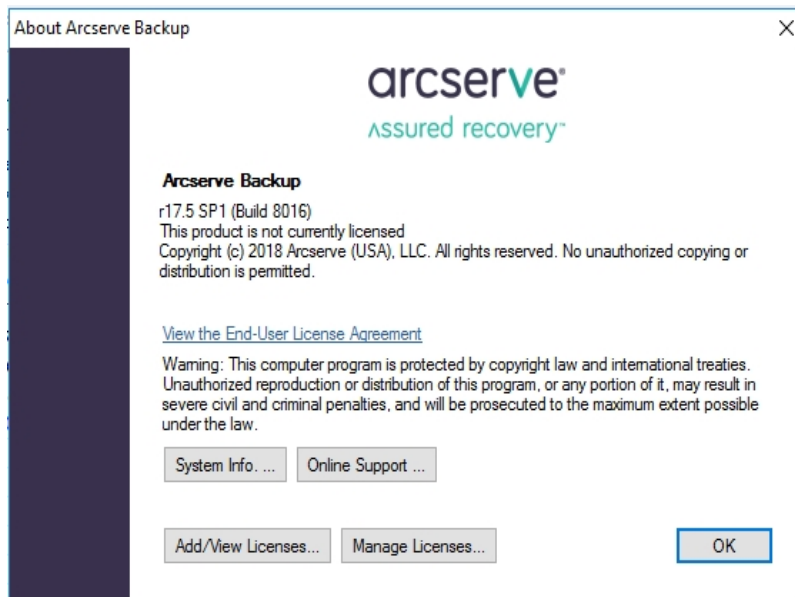 About Arcserve Backup
arcserve®
Assured recovery™
Arcserve Backup
r17.5 SP1 (Build 8016)
This product is not currently licensed
Copyright (c) 2018 Arcserve (USA), LLC. All rights reserved. No unauthorized copying or
distribution is permitted.
View the End-User License Agreement
Warning: This computer program is protected by copyright law and international treaties.
Unauthorized reproduction or distribution of this program, or any portion of it, may result in
severe civil and criminal penalties, and will be prosecuted to the maximum extent possible
under the law.
System Info. ...
Online Support ...
Add/View Licenses...
Manage Licenses...
OK